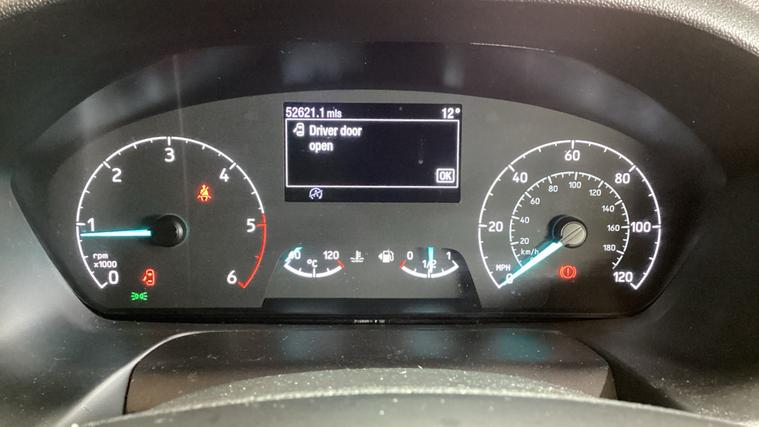 52621.1 mls 12°
Driver door
open
OK
0 1 2 3 4 5 6
rpm
x1000
60 120
°C
0 1/2 1
0 20 40 60 80 100 120
MPH
20 40 60 80 100 120 140 160 180
km/h